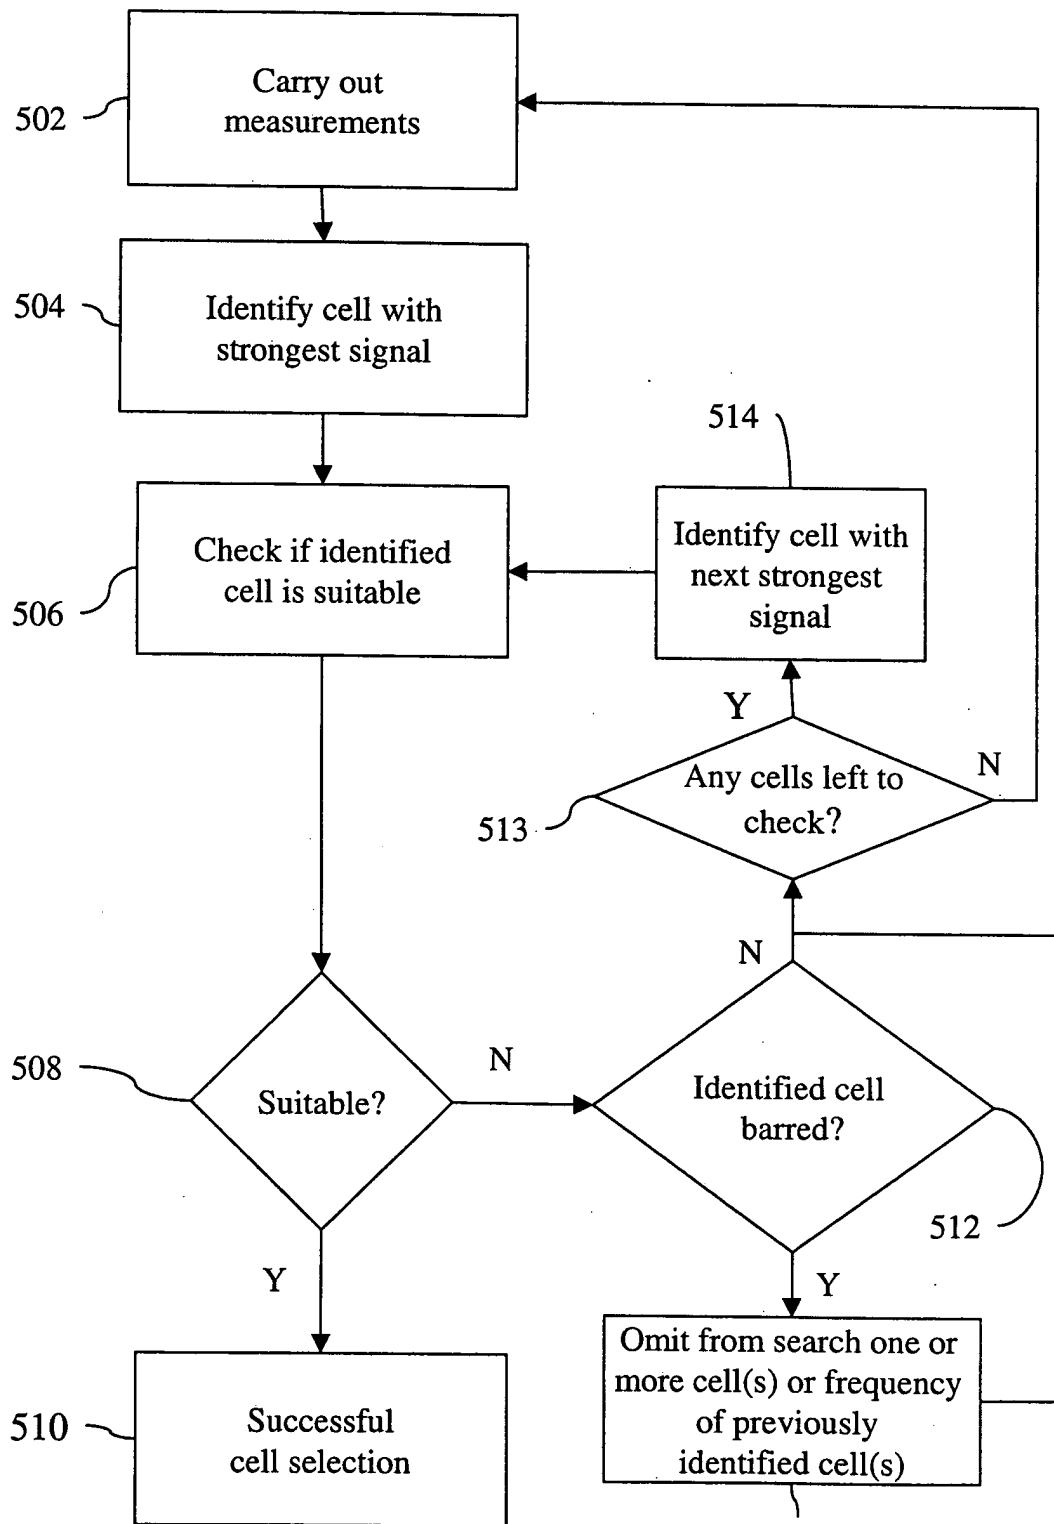 Carry out
measurements
502
504
Identify cell with
strongest signal
514
Check if identified
cell is suitable
506
Identify cell with
next strongest
signal
Y
N
Any cells left to
check?
513
N
508
Suitable?
N
Identified cell
barred?
512
Y
Y
Omit from search one or
more cell(s) or frequency
of previously
identified cell(s)
510
Successful
cell selection